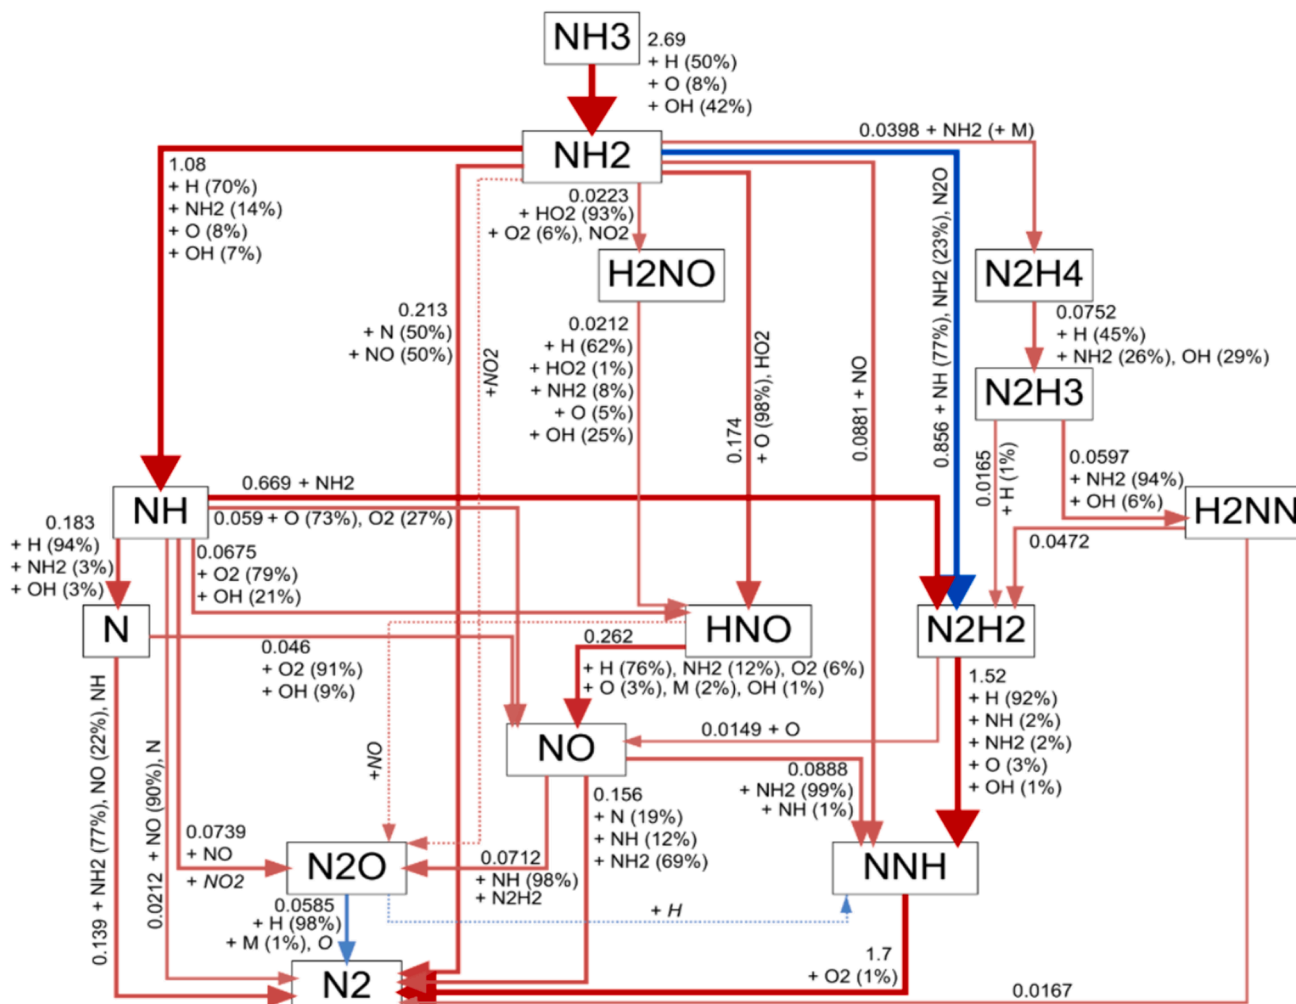 NH3
2.69
+ H (50%)
+ O (8%)
+ OH (42%)
NH2
0.0398 + NH2 (+ M)
1.08
+ H (70%)
+ NH2 (14%)
+ O (8%)
+ OH (7%)
0.0223
+ HO2 (93%)
+ O2 (6%), NO2
H2NO
N2H4
0.213
+ N (50%)
+ NO (50%)
+NO2
0.0212
+ H (62%)
+ HO2 (1%)
+ NH2 (8%)
+ O (5%)
+ OH (25%)
0.174
+ O (98%), HO2
0.0881 + NO
0.856 + NH (77%), NH2 (23%), N2O
0.0752
+ H (45%)
+ NH2 (26%), OH (29%)
N2H3
0.0165
+ H (1%)
0.0597
+ NH2 (94%)
+ OH (6%)
H2NN
0.0472
NH
0.669 + NH2
0.059 + O (73%), O2 (27%)
0.183
+ H (94%)
+ NH2 (3%)
+ OH (3%)
0.0675
+ O2 (79%)
+ OH (21%)
N
HNO
N2H2
0.046
+ O2 (91%)
+ OH (9%)
0.262
+ H (76%), NH2 (12%), O2 (6%)
+ O (3%), M (2%), OH (1%)
1.52
+ H (92%)
+ NH (2%)
+ NH2 (2%)
+ O (3%)
+ OH (1%)
0.139 + NH2 (77%), NO (22%), NH
0.0212 + NO (90%), N
+NO
NO
0.0149 + O
0.0888
+ NH2 (99%)
+ NH (1%)
0.156
+ N (19%)
+ NH (12%)
+ NH2 (69%)
0.0739
+ NO
+ NO2
N2O
0.0712
+ NH (98%)
+ N2H2
NNH
0.0585
+ H (98%)
+ M (1%), O
+ H
N2
1.7
+ O2 (1%)
0.0167